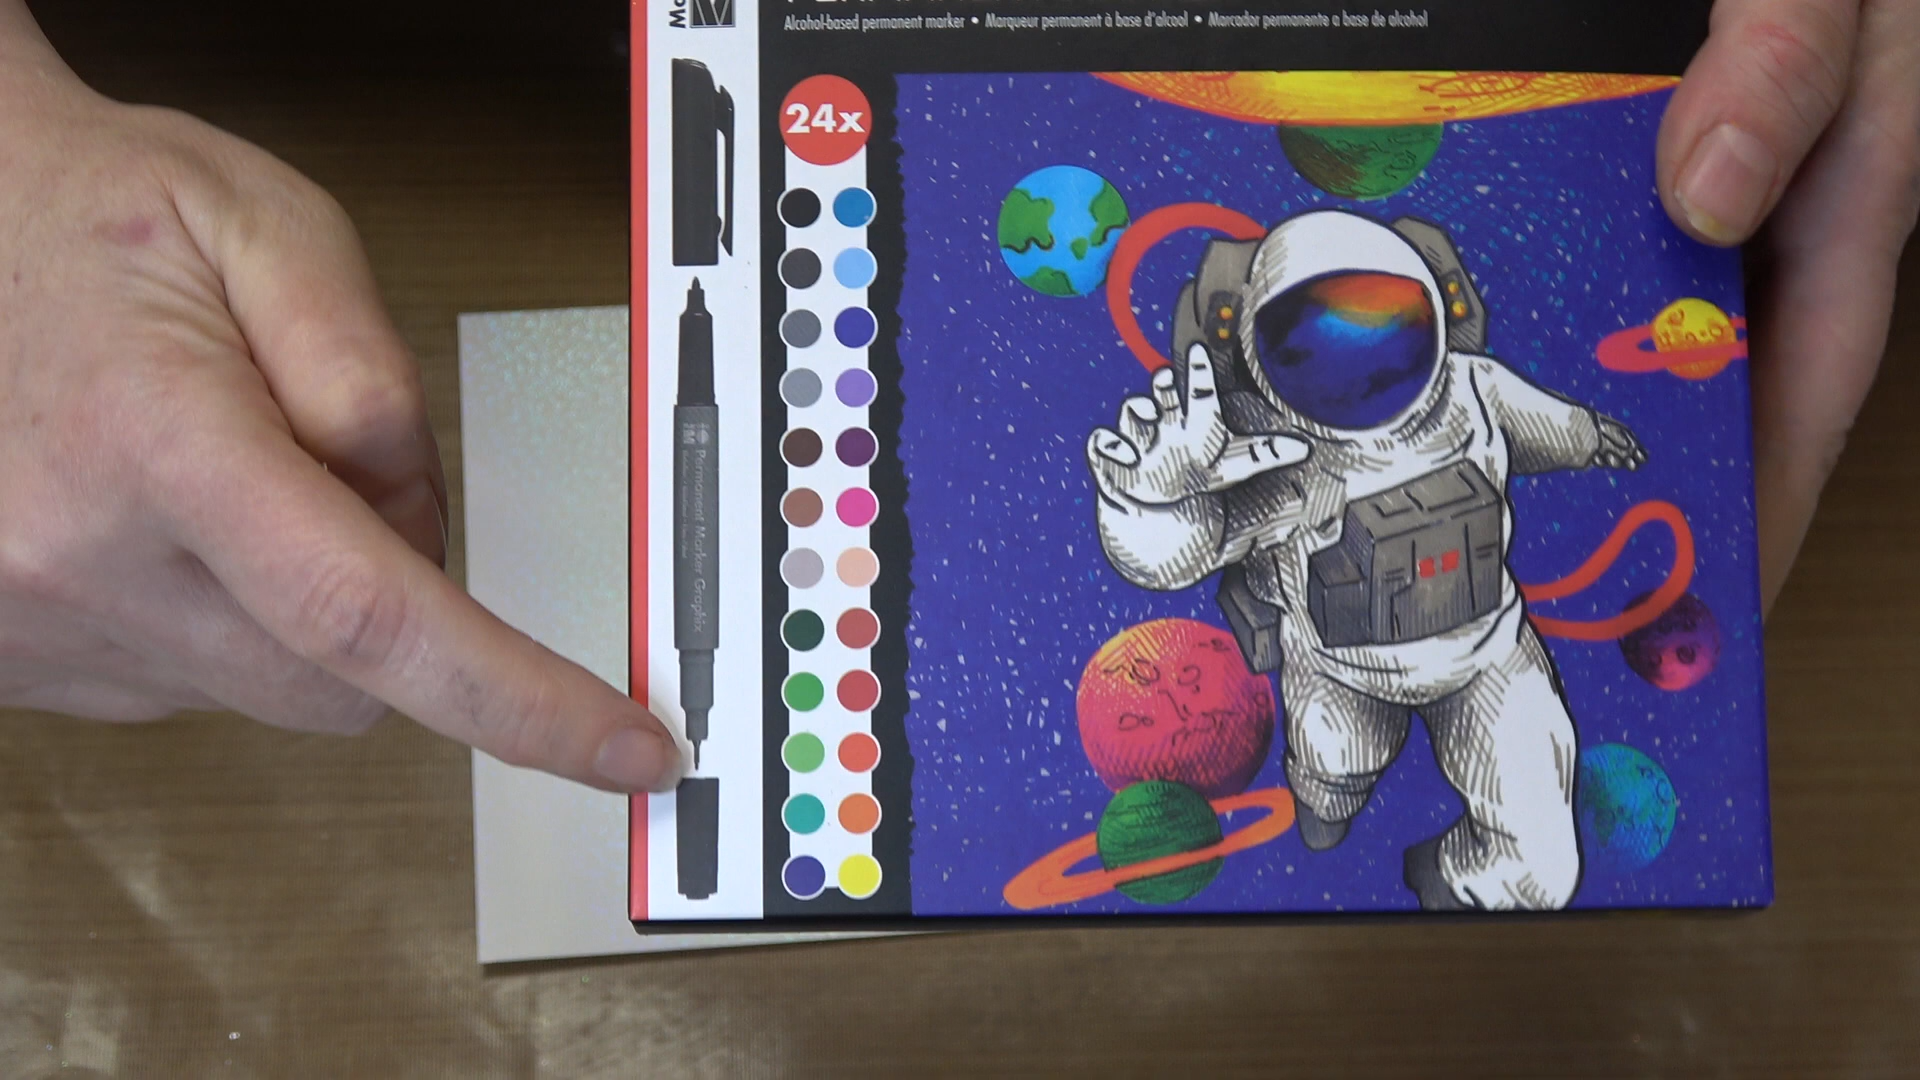 Alcohol-based permanent marker • Marqueur permanent à base d'alcool • Marcador permanente a base de alcohol
24x
Permanent Marker Graphix